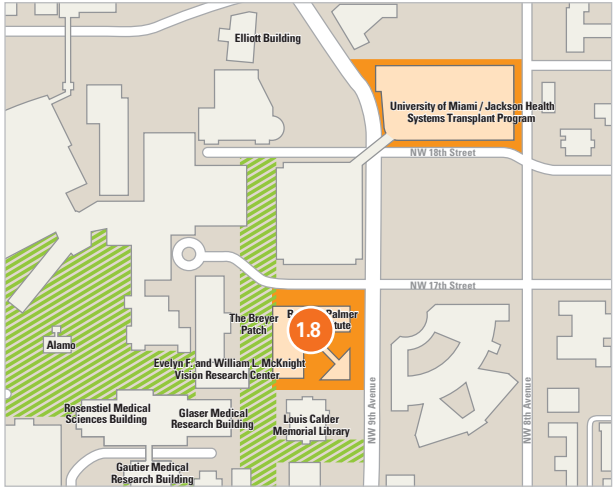 Elliott Building
University of Miami / Jackson Health
Systems Transplant Program
NW 18th Street
NW 17th Street
The Breyer
Patch
Palmer
1.8
Alamo
Evelyn F. and William L. McKnight
Vision Research Center
Rosenstiel Medical
Sciences Building
Glaser Medical
Research Building
Louis Calder
Memorial Library
NW 9th Avenue
NW 8th Avenue
Gautier Medical
Research Building